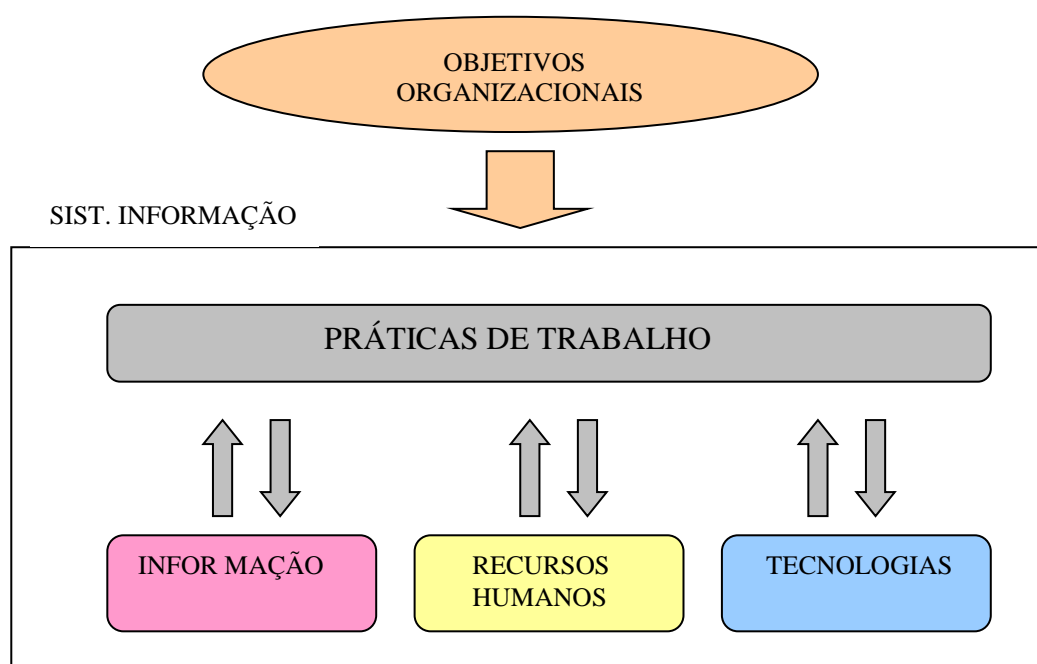 OBJETIVOS
ORGANIZACIONAIS
SIST. INFORMAÇÃO
PRÁTICAS DE TRABALHO
INFOR MAÇÃO
RECURSOS
HUMANOS
TECNOLOGIAS